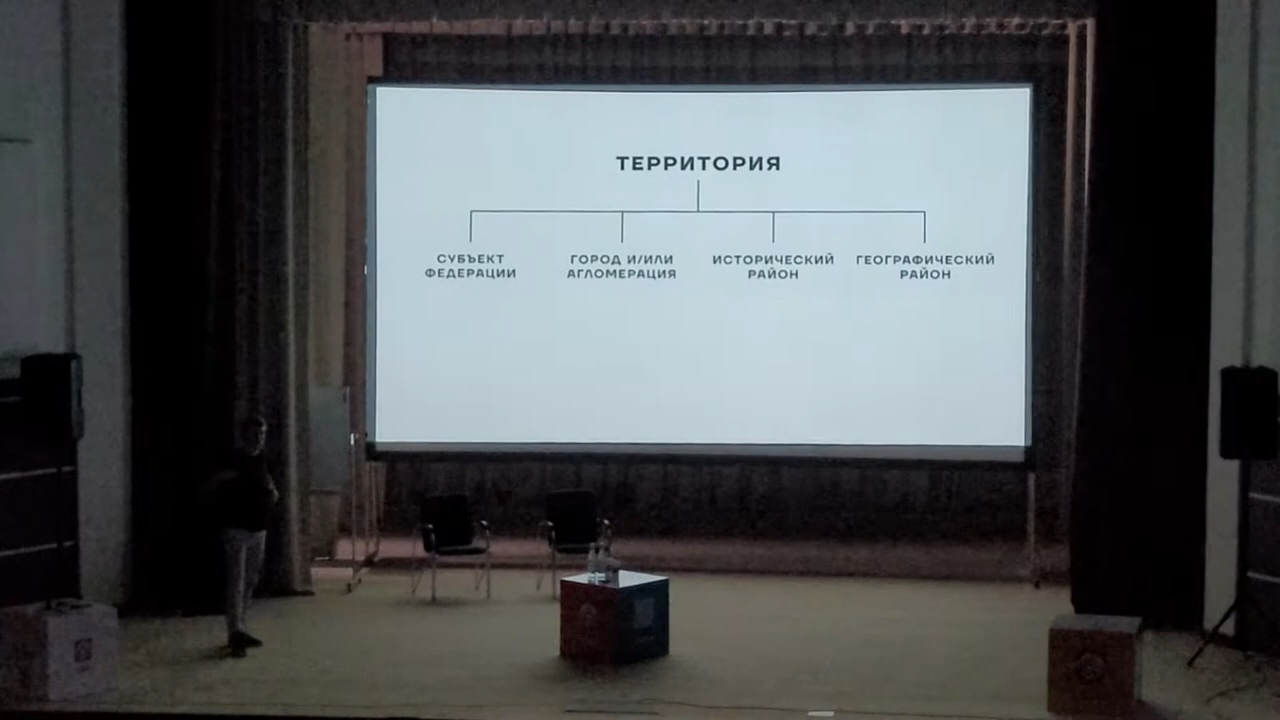 ТЕРРИТОРИЯ
СУБЪЕКТ
ФЕДЕРАЦИИ
ГОРОД И/ИЛИ
АГЛОМЕРАЦИЯ
ИСТОРИЧЕСКИЙ
РАЙОН
ГЕОГРАФИЧЕСКИЙ
РАЙОН